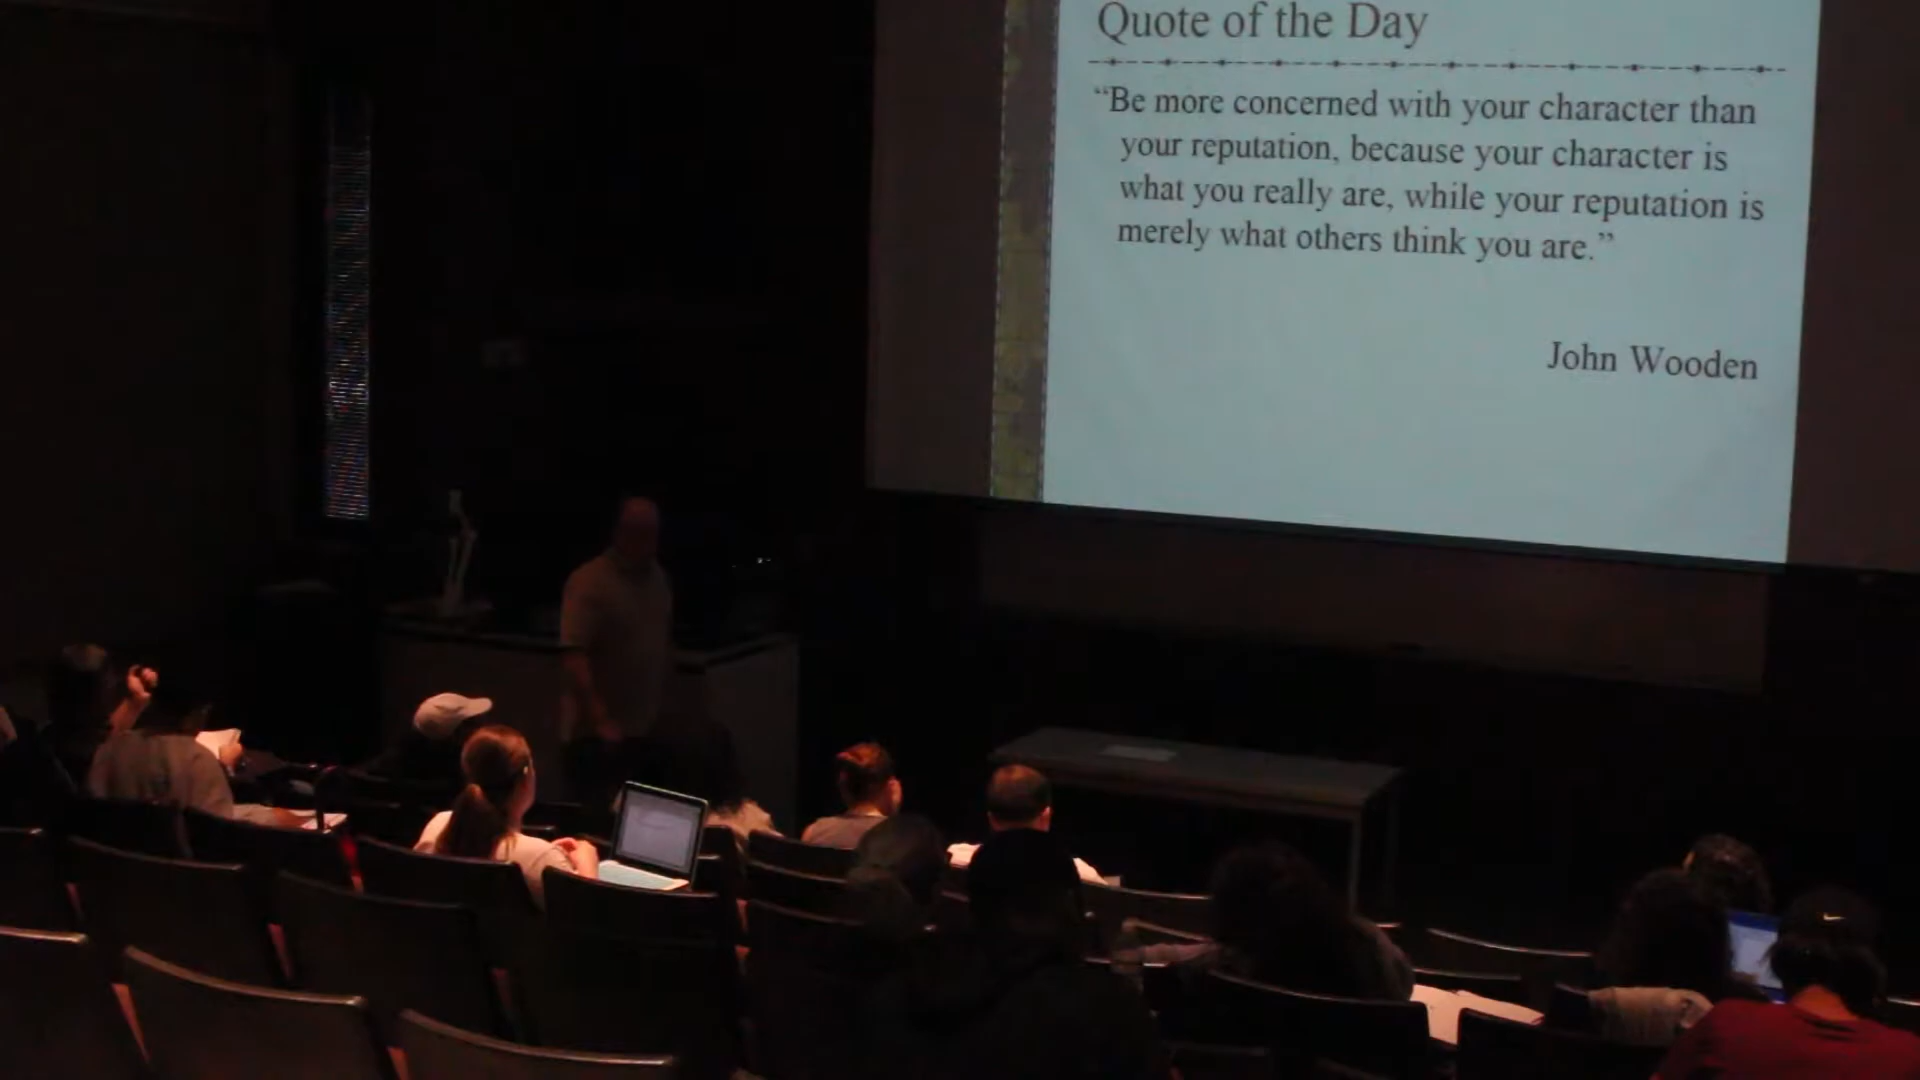 Quote of the Day
“Be more concerned with your character than
your reputation, because your character is
what you really are, while your reputation is
merely what others think you are.”
John Wooden